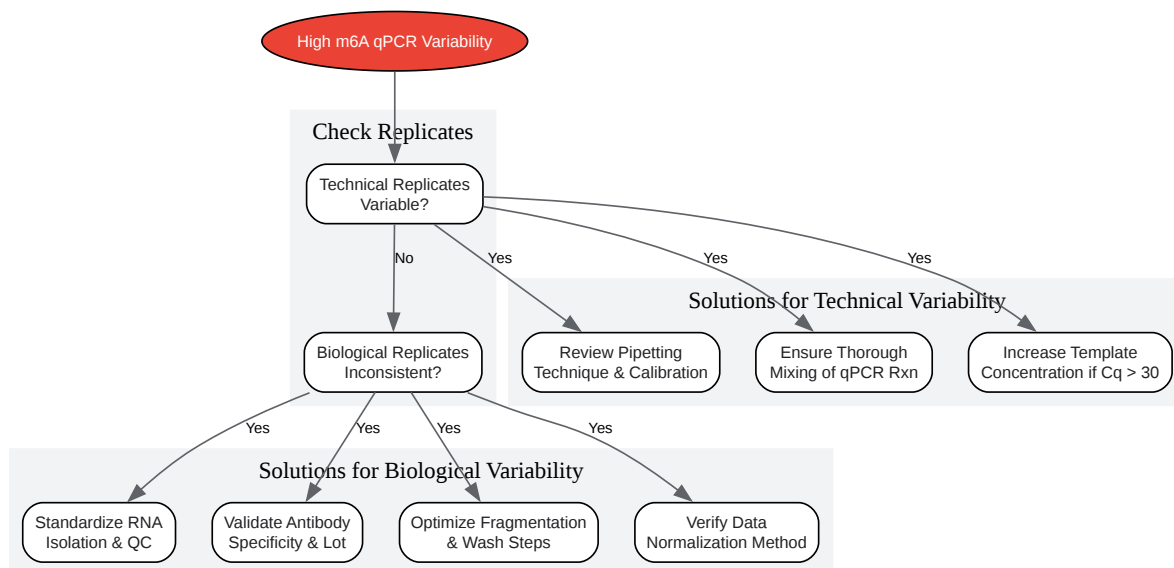 High m6A qPCR Variability
Check Replicates
Technical Replicates
Variable?
No
Yes
Yes
Yes
Solutions for Technical Variability
Biological Replicates
Inconsistent?
Review Pipetting
Technique & Calibration
Ensure Thorough
Mixing of qPCR Rxn
Increase Template
Concentration if Cq > 30
Yes
Yes
Yes
Yes
Solutions for Biological Variability
Standardize RNA
Isolation & QC
Validate Antibody
Specificity & Lot
Optimize Fragmentation
& Wash Steps
Verify Data
Normalization Method